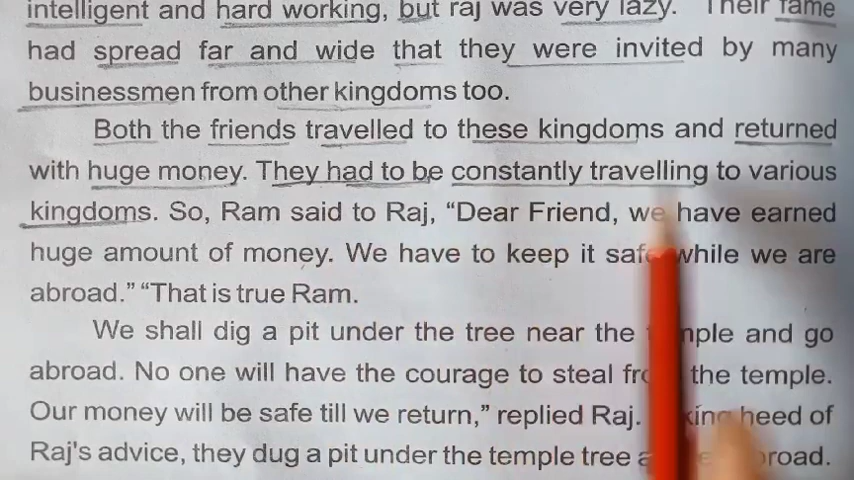 intelligent and hard working, but raj was very lazy. Their fame
had spread far and wide that they were invited by many
businessmen from other kingdoms too.
Both the friends travelled to these kingdoms and returned
with huge money. They had to be constantly travelling to various
kingdoms. So, Ram said to Raj, “Dear Friend, we have earned
huge amount of money. We have to keep it safe while we are
abroad.” “That is true Ram.
We shall dig a pit under the tree near the and go
abroad. No one will have the courage to steal the temple.
Our money will be safe till we return,” replied Raj. heed of
Raj's advice, they dug a pit under the temple tree